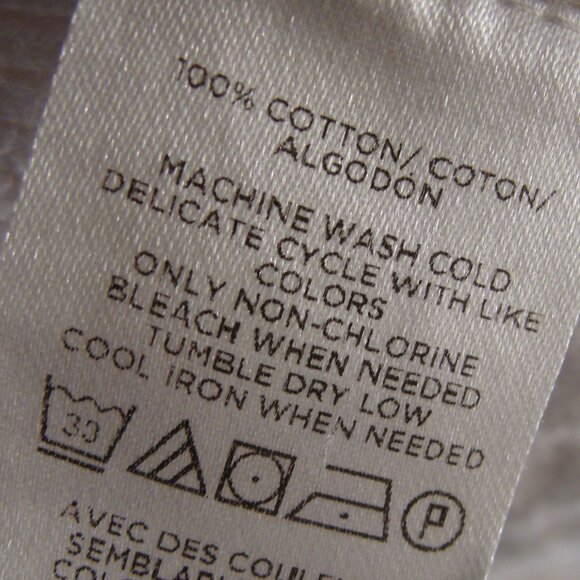 100% COTTON/ COTON/
ALGODÓN
MACHINE WASH COLD
DELICATE CYCLE WITH LIKE
COLORS
ONLY NON-CHLORINE
BLEACH WHEN NEEDED
TUMBLE DRY LOW
COOL IRON WHEN NEEDED
30
P
AVEC DES